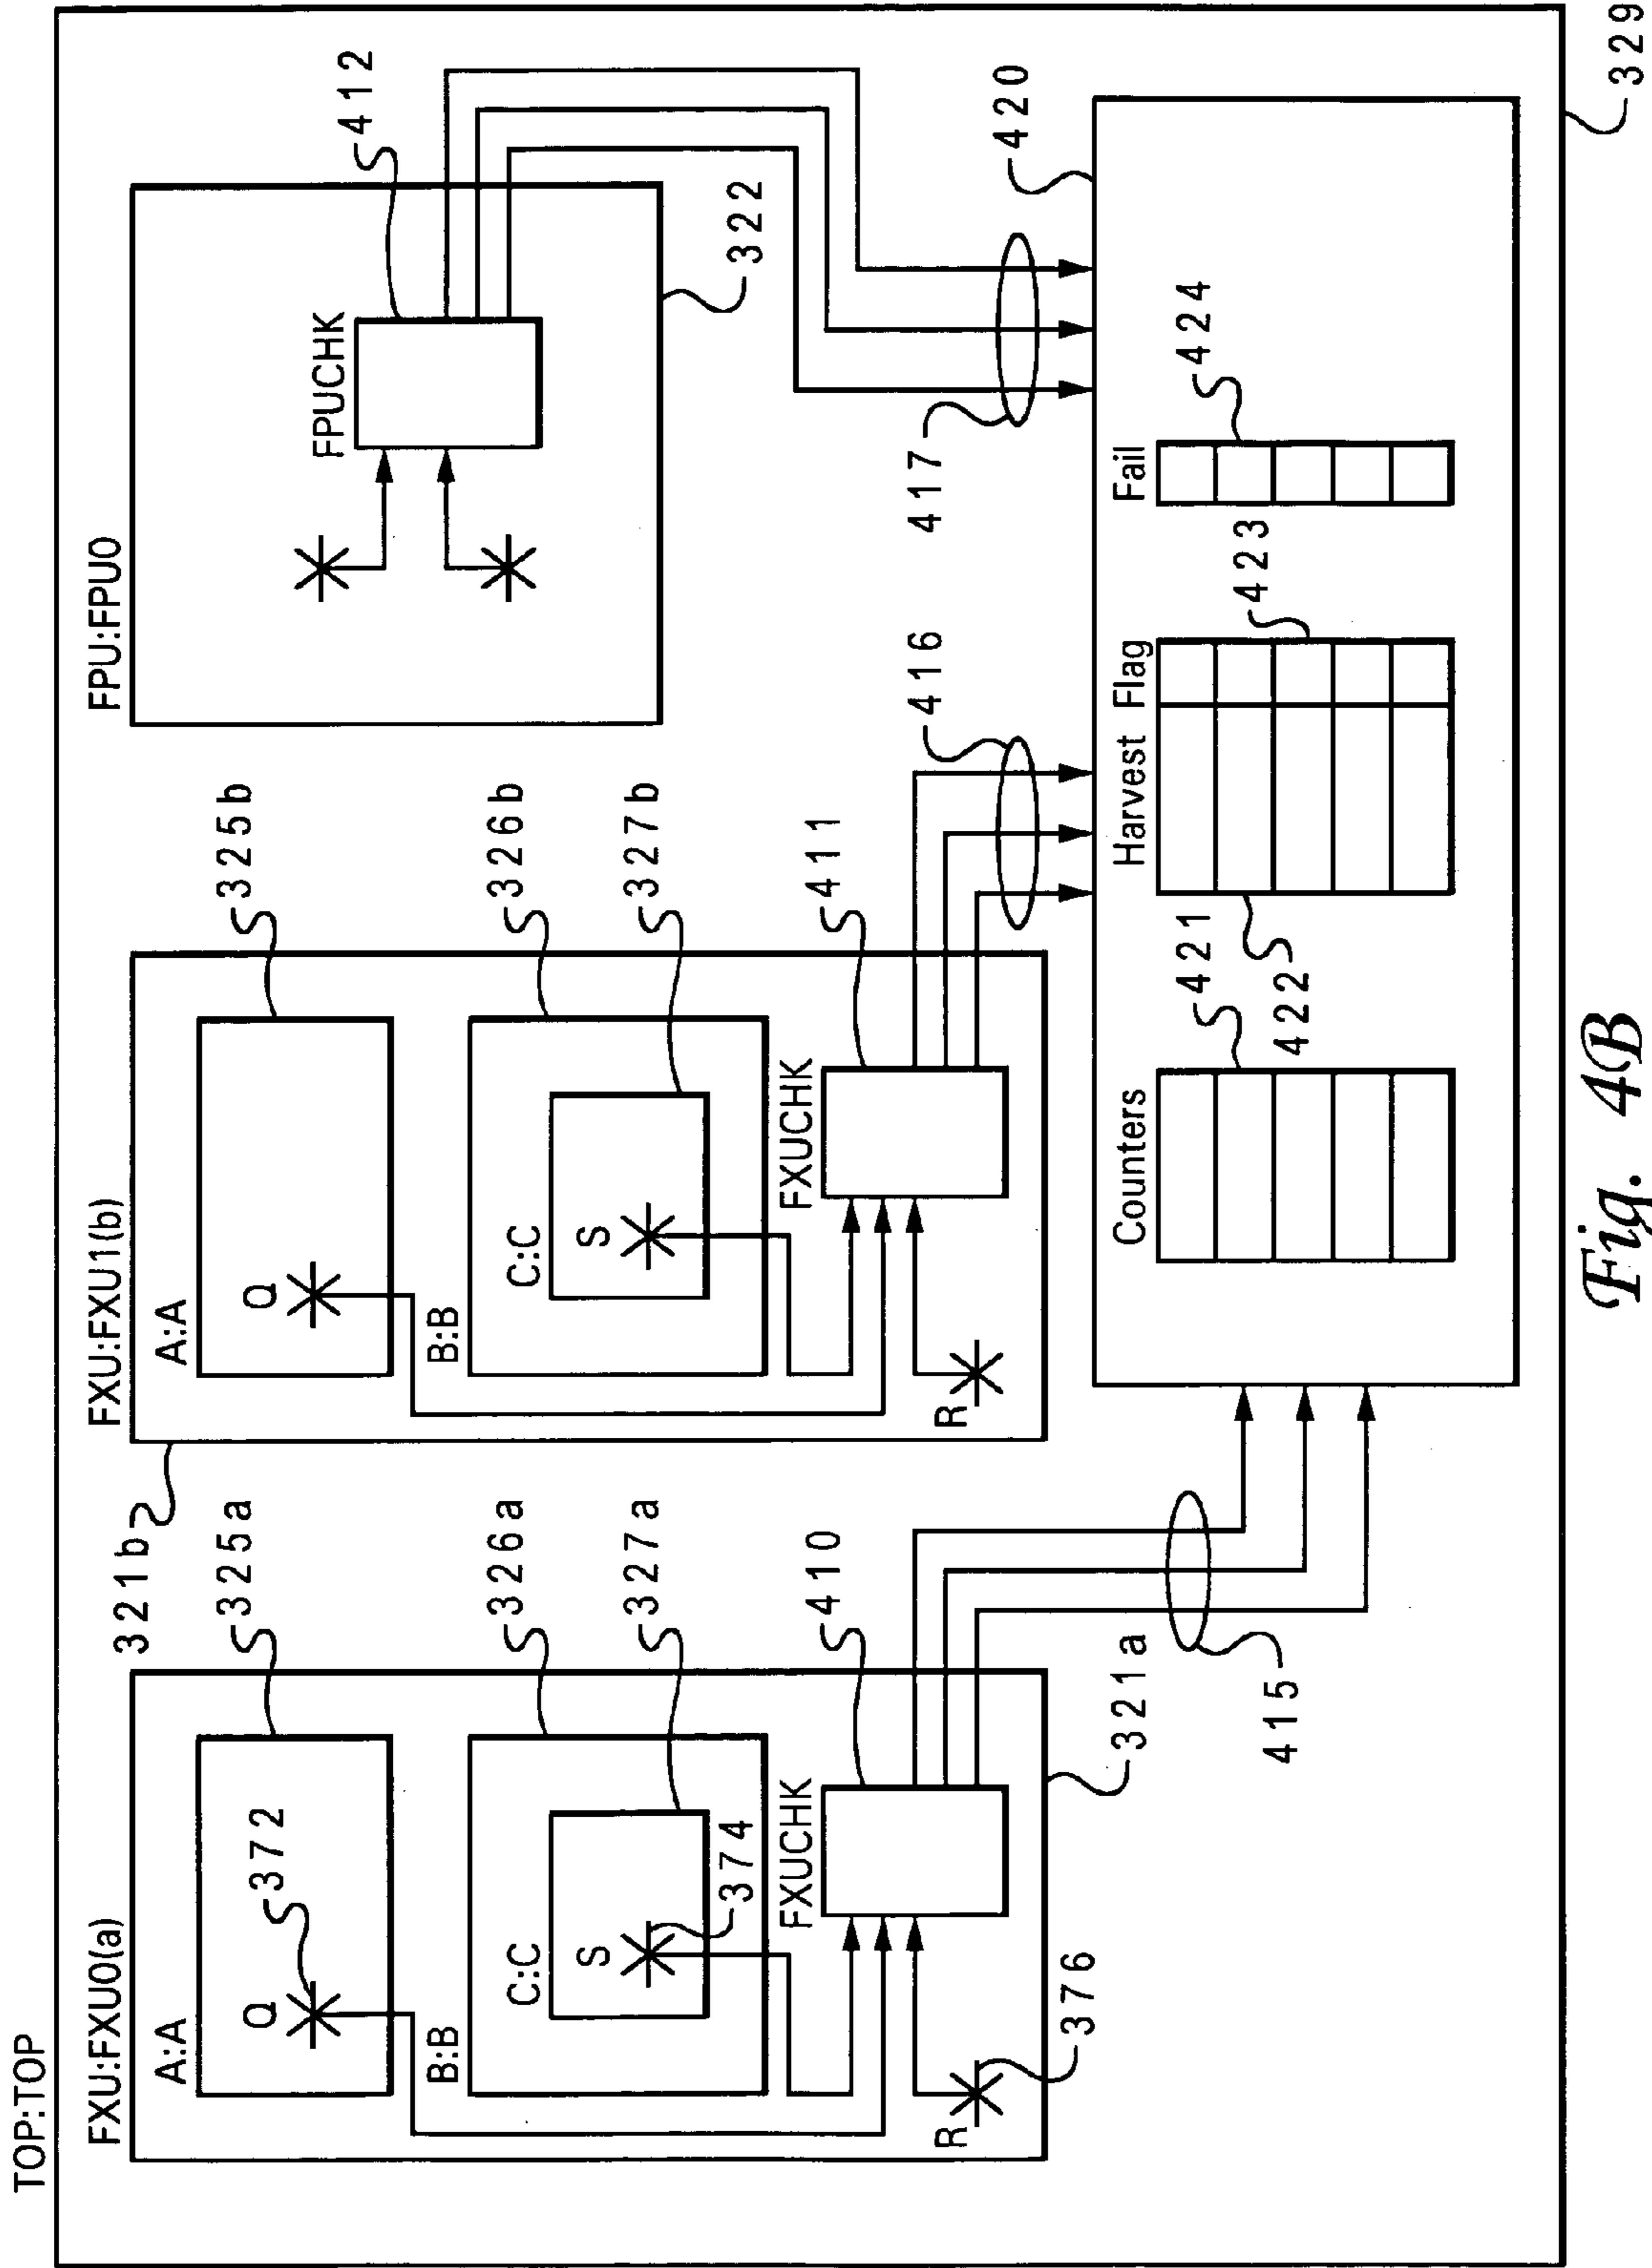 TOP:TOP
FXU:FXU0(a)
A:A
Q
372
325a
B:B
326a
C:C
S
374
327a
FXUCHK
410
R
376
321a
415
321b
FXU:FXU1(b)
A:A
Q
325b
B:B
326b
C:C
S
327b
FXUCHK
411
R
416
FPU:FPU0
FPUCHK
412
322
417
420
Counters
421
422
Harvest Flag
423
Fail
424
329
Fig. 4B